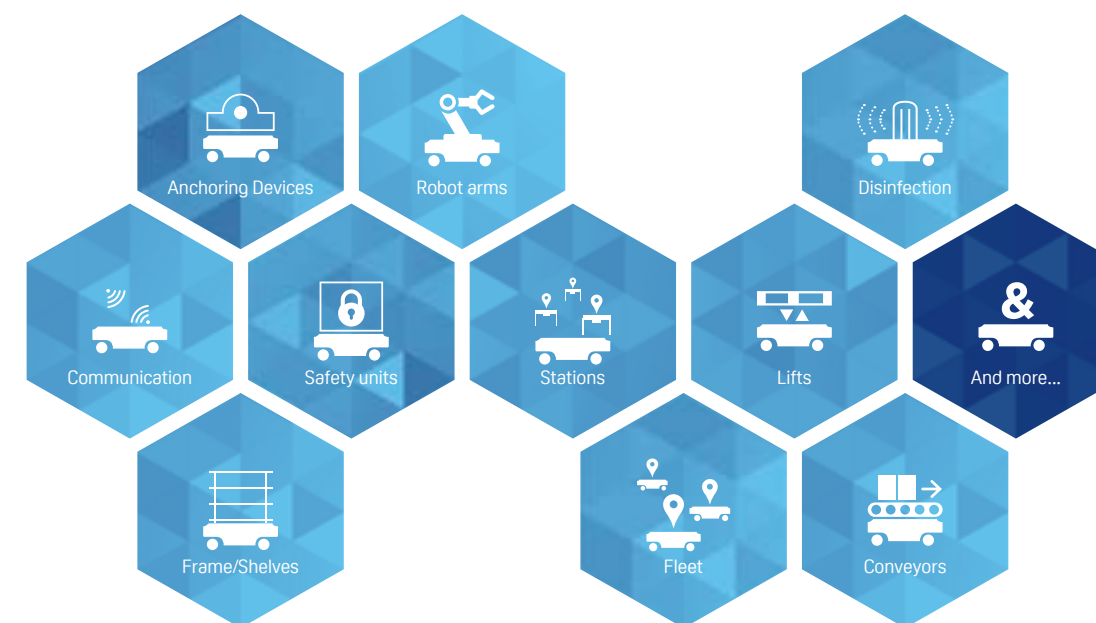 Anchoring Devices
Robot arms
Disinfection
Communication
Safety units
Stations
Lifts
&
And more...
Frame/Shelves
Fleet
Conveyors